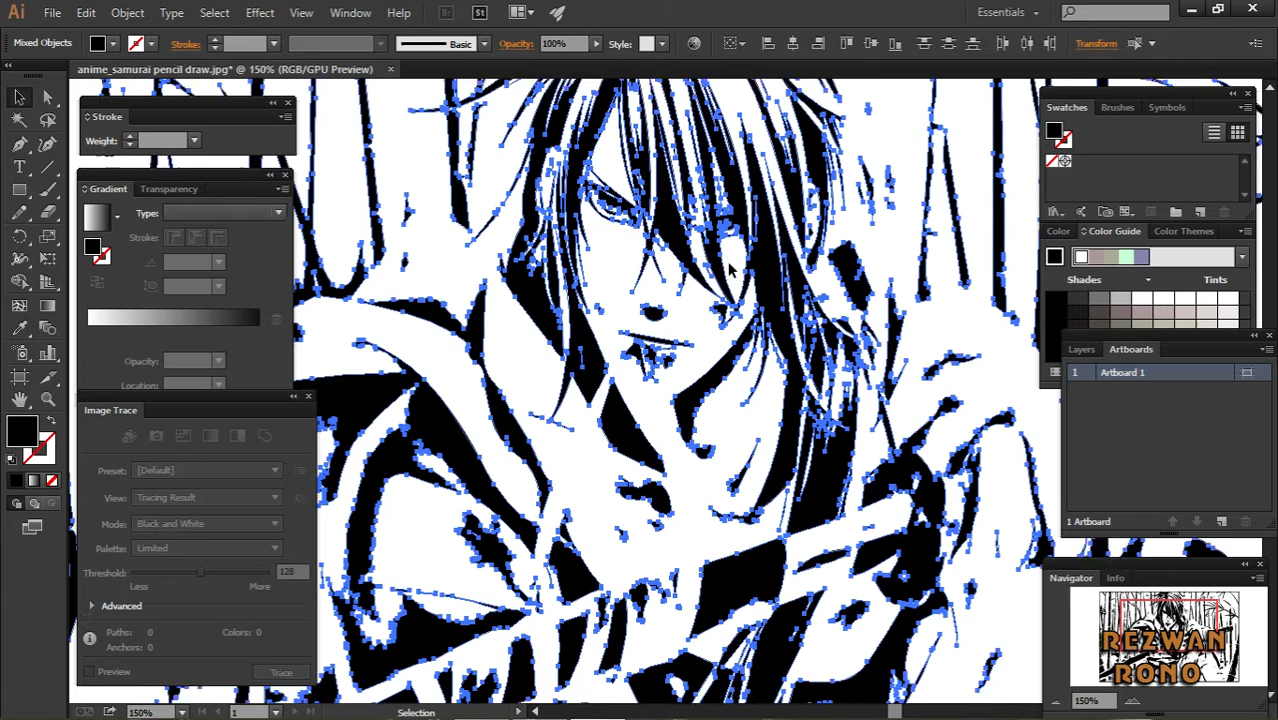 Ai File Edit Object Type Select Effect View Window Help Br St Essentials
Mixed Objects Stroke: Basic Opacity: 100% Style: Transform
anime_samurai pencil draw.jpg* @ 150% (RGB/GPU Preview)
Stroke
Weight:
Gradient Transparency
Type:
Stroke:
Opacity:
Location:
Image Trace
Preset: [Default]
View: Tracing Result
Mode: Black and White
Palette: Limited
Threshold: 128
Less More
Advanced
Paths: 0 Colors: 0
Anchors: 0
Preview Trace
Swatches Brushes Symbols
Color Color Guide Color Themes
Shades Tints
Layers Artboards
1 Artboard 1
1 Artboard
Navigator Info
REZWAN
RONO
150%
150% 1 Selection